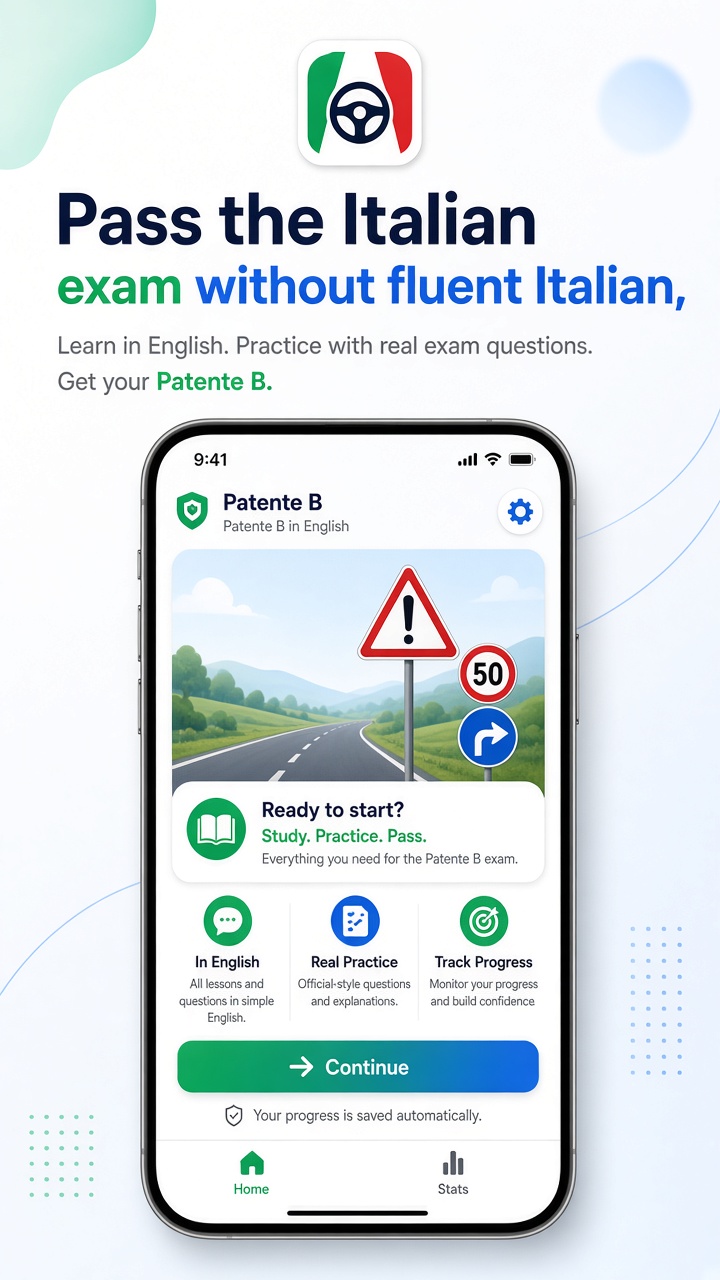 Pass the Italian
exam without fluent Italian,
Learn in English. Practice with real exam questions.
Get your Patente B.
9:41
Patente B
Patente B in English
50
Ready to start?
Study. Practice. Pass.
Everything you need for the Patente B exam.
In English
All lessons and
questions in simple
English.
Real Practice
Official-style questions
and explanations.
Track Progress
Monitor your progress
and build confidence
Continue
Your progress is saved automatically.
Home
Stats